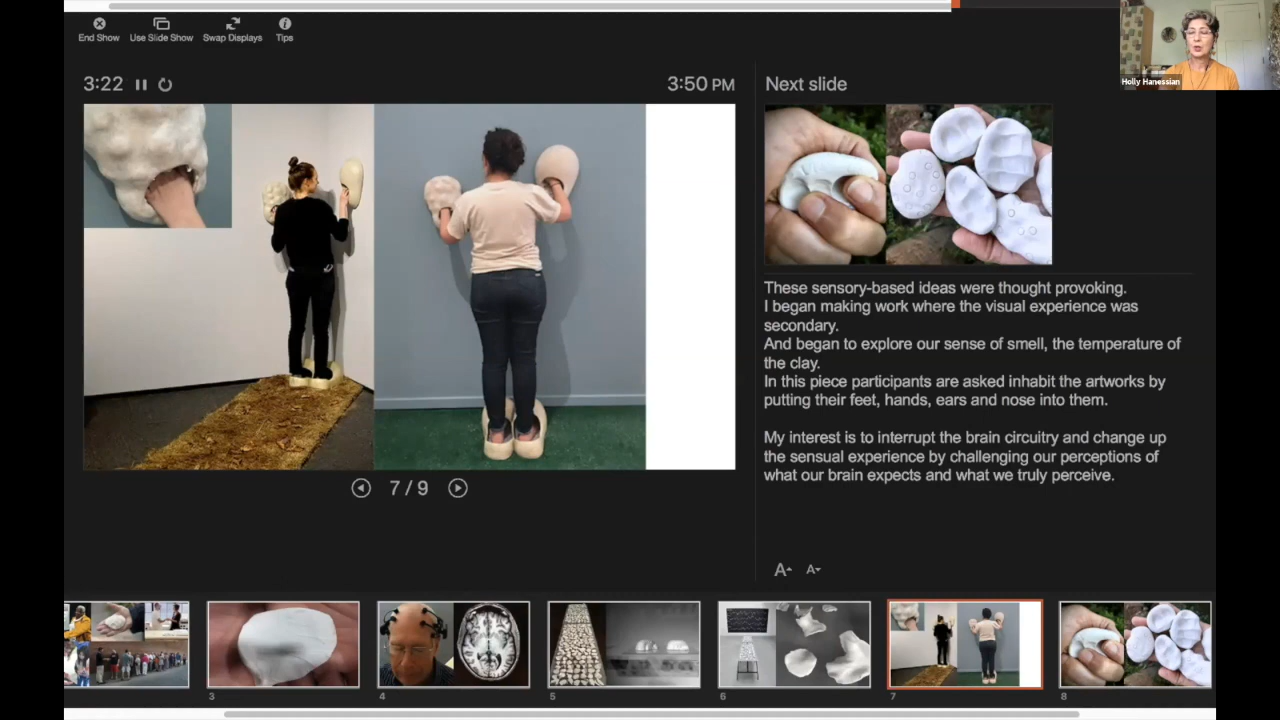 End Show
Use Slide Show
Swap Displays
Tips
Holly Hanessian
3:22
3:50 PM
Next slide
These sensory-based ideas were thought provoking.
I began making work where the visual experience was
secondary.
And began to explore our sense of smell, the temperature of
the clay.
In this piece participants are asked inhabit the artworks by
putting their feet, hands, ears and nose into them.
My interest is to interrupt the brain circuitry and change up
the sensual experience by challenging our perceptions of
what our brain expects and what we truly perceive.
7 / 9
A A
3
4
5
6
7
8